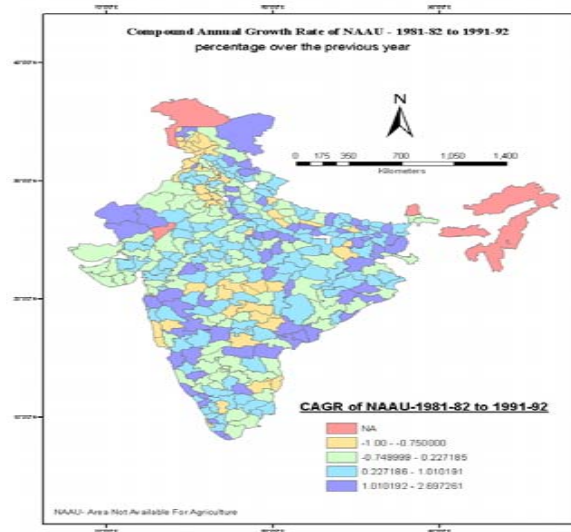 Compound Annual Growth Rate of NAAU - 1981-82 to 1991-92
percentage over the previous year
N
0 175 350 700 1,050 1,400
Kilometers
CAGR of NAAU-1981-82 to 1991-92
NA
-1.00 - -0.750000
-0.749999 - 0.227185
0.227186 - 1.010191
1.010192 - 2.697261
NAAU- Area Not Available For Agriculture